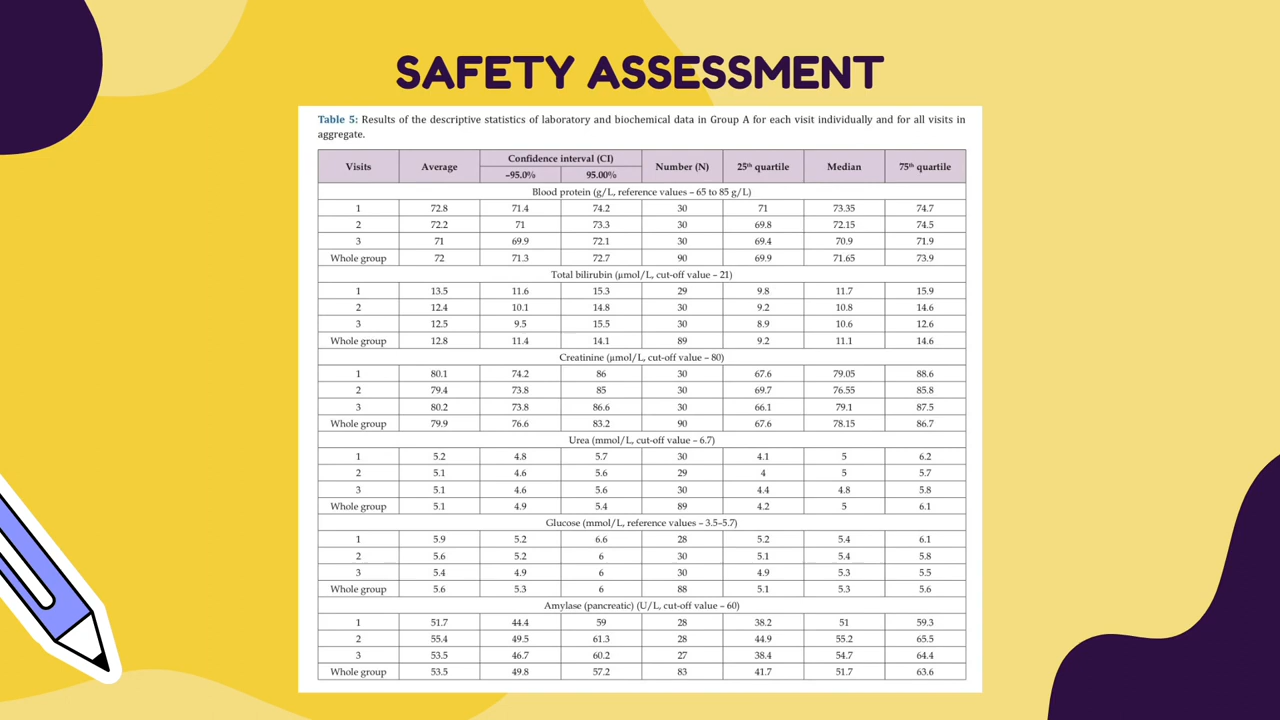 SAFETY ASSESSMENT
Table 5: Results of the descriptive statistics of laboratory and biochemical data in Group A for each visit individually and for all visits in
aggregate.
Visits Average Confidence interval (CI) Number (N) 25th quartile Median 75th quartile
–95.0% 95.00%
Blood protein (g/L, reference values – 65 to 85 g/L)
1 72.8 71.4 74.2 30 71 73.35 74.7
2 72.2 71 73.3 30 69.8 72.15 74.5
3 71 69.9 72.1 30 69.4 70.9 71.9
Whole group 72 71.3 72.7 90 69.9 71.65 73.9
Total bilirubin (μmol/L, cut-off value – 21)
1 13.5 11.6 15.3 29 9.8 11.7 15.9
2 12.4 10.1 14.8 30 9.2 10.8 14.6
3 12.5 9.5 15.5 30 8.9 10.6 12.6
Whole group 12.8 11.4 14.1 89 9.2 11.1 14.6
Creatinine (μmol/L, cut-off value – 80)
1 80.1 74.2 86 30 67.6 79.05 88.6
2 79.4 73.8 85 30 69.7 76.55 85.8
3 80.2 73.8 86.6 30 66.1 79.1 87.5
Whole group 79.9 76.6 83.2 90 67.6 78.15 86.7
Urea (mmol/L, cut-off value – 6.7)
1 5.2 4.8 5.7 30 4.1 5 6.2
2 5.1 4.6 5.6 29 4 5 5.7
3 5.1 4.6 5.6 30 4.4 4.8 5.8
Whole group 5.1 4.9 5.4 89 4.2 5 6.1
Glucose (mmol/L, reference values – 3.5–5.7)
1 5.9 5.2 6.6 28 5.2 5.4 6.1
2 5.6 5.2 6 30 5.1 5.4 5.8
3 5.4 4.9 6 30 4.9 5.3 5.5
Whole group 5.6 5.3 6 88 5.1 5.3 5.6
Amylase (pancreatic) (U/L, cut-off value – 60)
1 51.7 44.4 59 28 38.2 51 59.3
2 55.4 49.5 61.3 28 44.9 55.2 65.5
3 53.5 46.7 60.2 27 38.4 54.7 64.4
Whole group 53.5 49.8 57.2 83 41.7 51.7 63.6